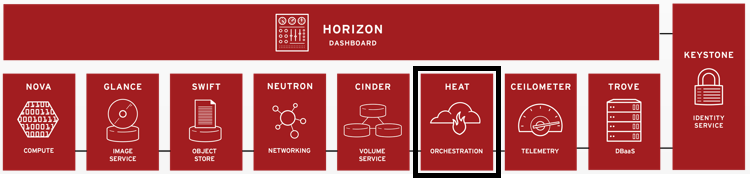 HORIZON
DASHBOARD
KEYSTONE
IDENTITY
SERVICE
NOVA
COMPUTE
GLANCE
IMAGE
SERVICE
SWIFT
OBJECT
STORE
NEUTRON
NETWORKING
CINDER
VOLUME
SERVICE
HEAT
ORCHESTRATION
CEILOMETER
TELEMETRY
TROVE
DBaaS